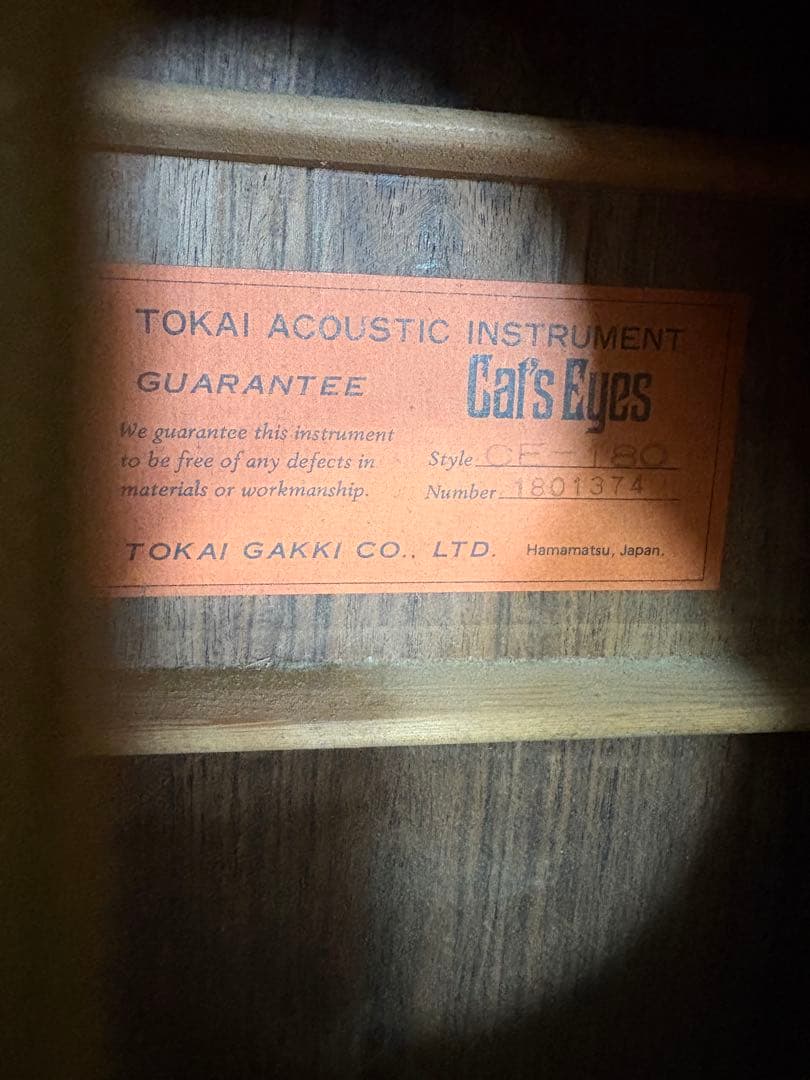 TOKAI ACOUSTIC INSTRUMENT
GUARANTEE
Cat's Eyes
We guarantee this instrument
to be free of any defects in
materials or workmanship.
Style CE-180
Number 1801374
TOKAI GAKKI CO., LTD.
Hamamatsu, Japan.